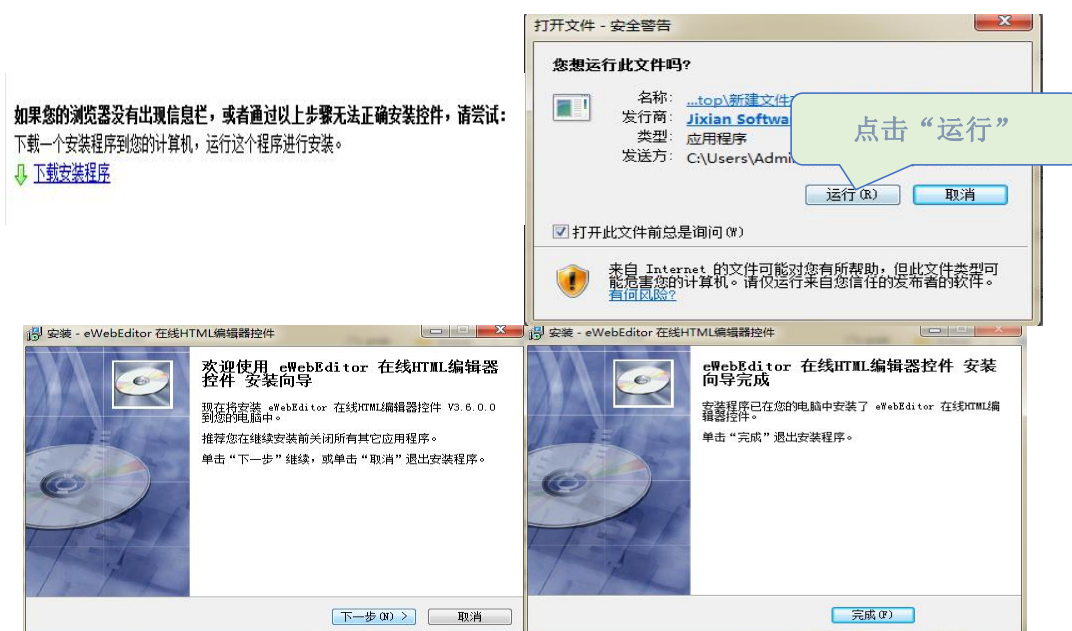 如果您的浏览器没有出现信息栏，或者通过以上步骤无法正确安装控件，请尝试：
下载一个安装程序到您的计算机，运行这个程序进行安装。
下载安装程序
打开文件 - 安全警告
您想运行此文件吗?
名称: ...top\新建文件
发行商: Jixian Softwa
类型: 应用程序
发送方: C:\Users\Admi
点击“运行”
运行(R) 取消
打开此文件前总是询问(W)
来自 Internet 的文件可能对您有所帮助，但此文件类型可
能危害您的计算机。请仅运行来自您信任的发布者的软件。
有何风险?
安装 - eWebEditor 在线HTML编辑器控件
欢迎使用 eWebEditor 在线HTML编辑器
控件 安装向导
现在将安装 eWebEditor 在线HTML编辑器控件 V3.6.0.0
到您的电脑中。
推荐您在继续安装前关闭所有其它应用程序。
单击“下一步”继续，或单击“取消”退出安装程序。
下一步(N) > 取消
安装 - eWebEditor 在线HTML编辑器控件
eWebEditor 在线HTML编辑器控件 安装
向导完成
安装程序已在您的电脑中安装了 eWebEditor 在线HTML编
辑器控件。
单击“完成”退出安装程序。
完成(F)